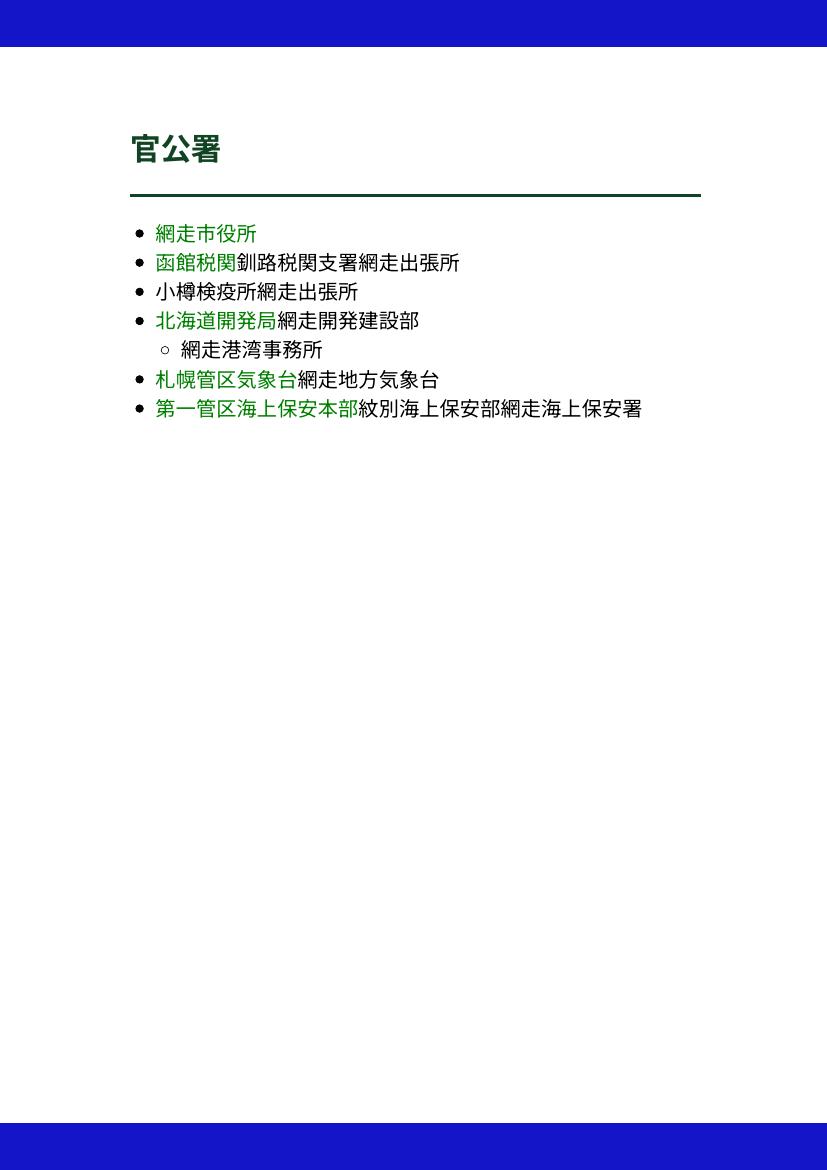 官公署
網走市役所
函館税関釧路税関支署網走出張所
小樽検疫所網走出張所
北海道開発局網走開発建設部
網走港湾事務所
札幌管区気象台網走地方気象台
第一管区海上保安本部紋別海上保安部網走海上保安署